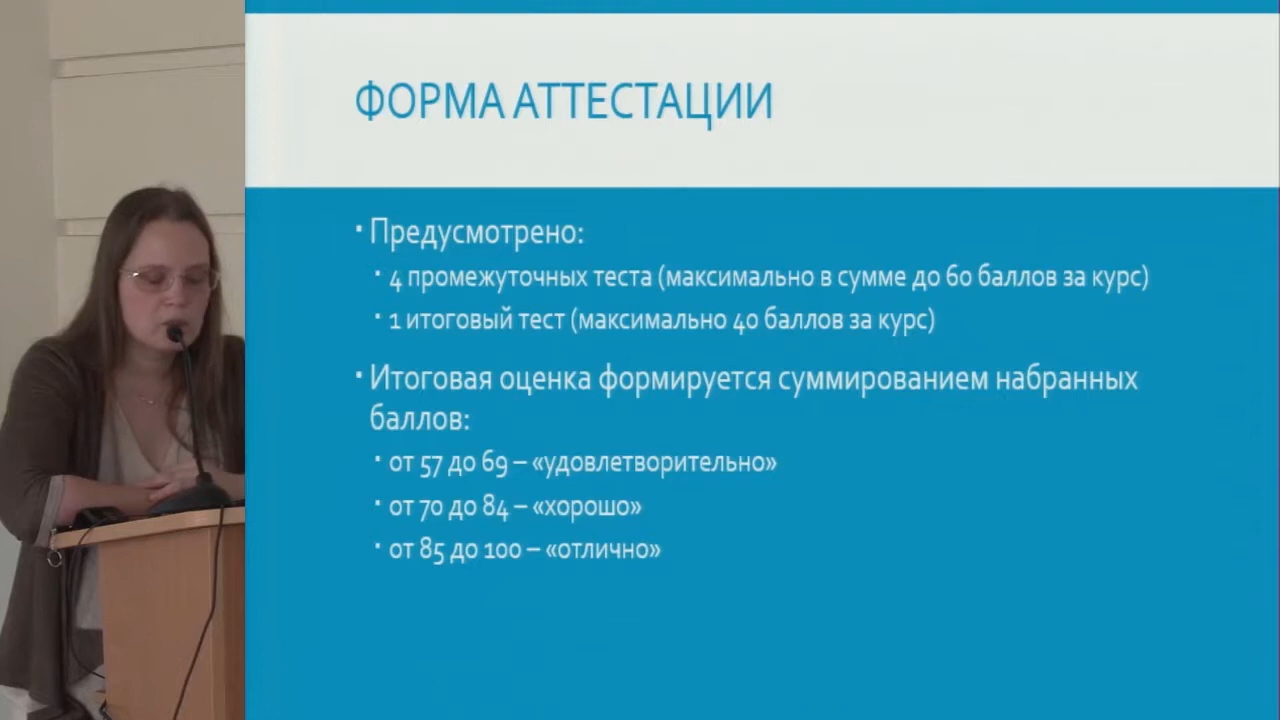 ФОРМА АТТЕСТАЦИИ
Предусмотрено:
4 промежуточных теста (максимально в сумме до 60 баллов за курс)
1 итоговый тест (максимально 40 баллов за курс)
Итоговая оценка формируется суммированием набранных
баллов:
от 57 до 69 – «удовлетворительно»
от 70 до 84 – «хорошо»
от 85 до 100 – «отлично»